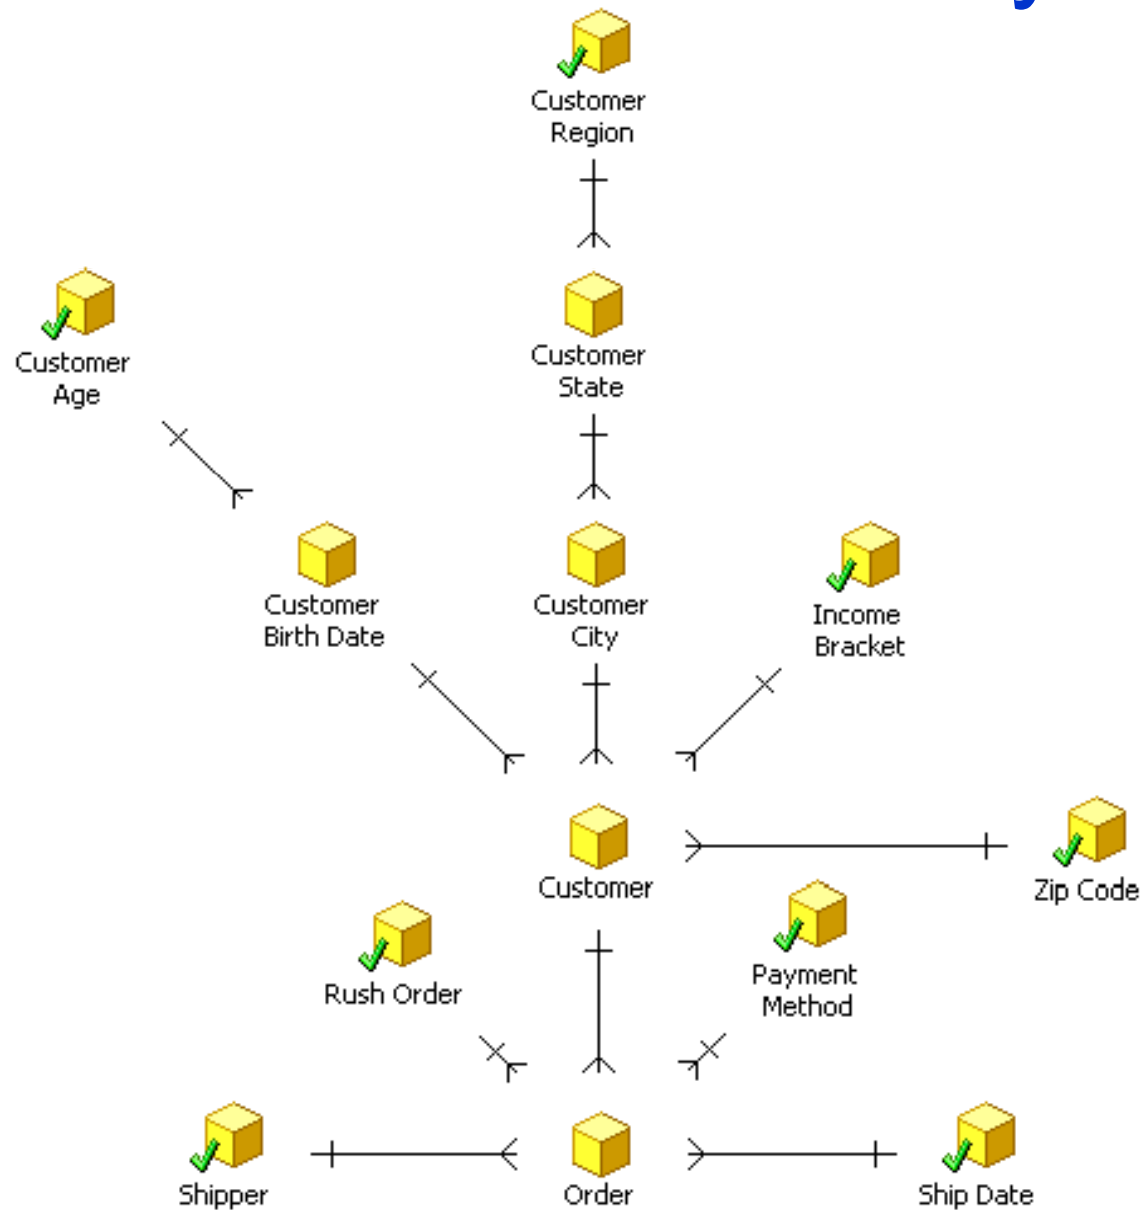 Customer
Region
Customer
Age
Customer
State
Customer
Birth Date
Customer
City
Income
Bracket
Customer
Zip Code
Rush Order
Payment
Method
Shipper
Order
Ship Date